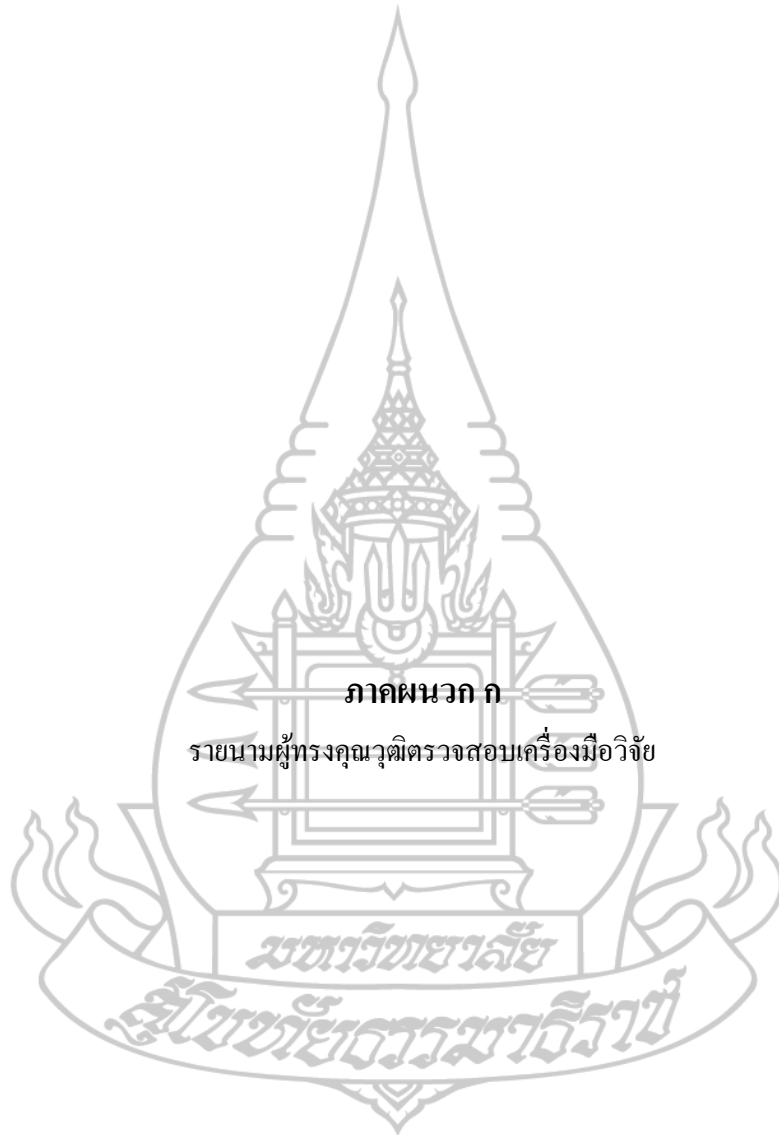 ภาคผนวก ก
รายนามผู้ทรงคุณวุฒิตรวจสอบเครื่องมือวิจัย
มหาวิทยาลัย
สุโขทัยธรรมาธิราช